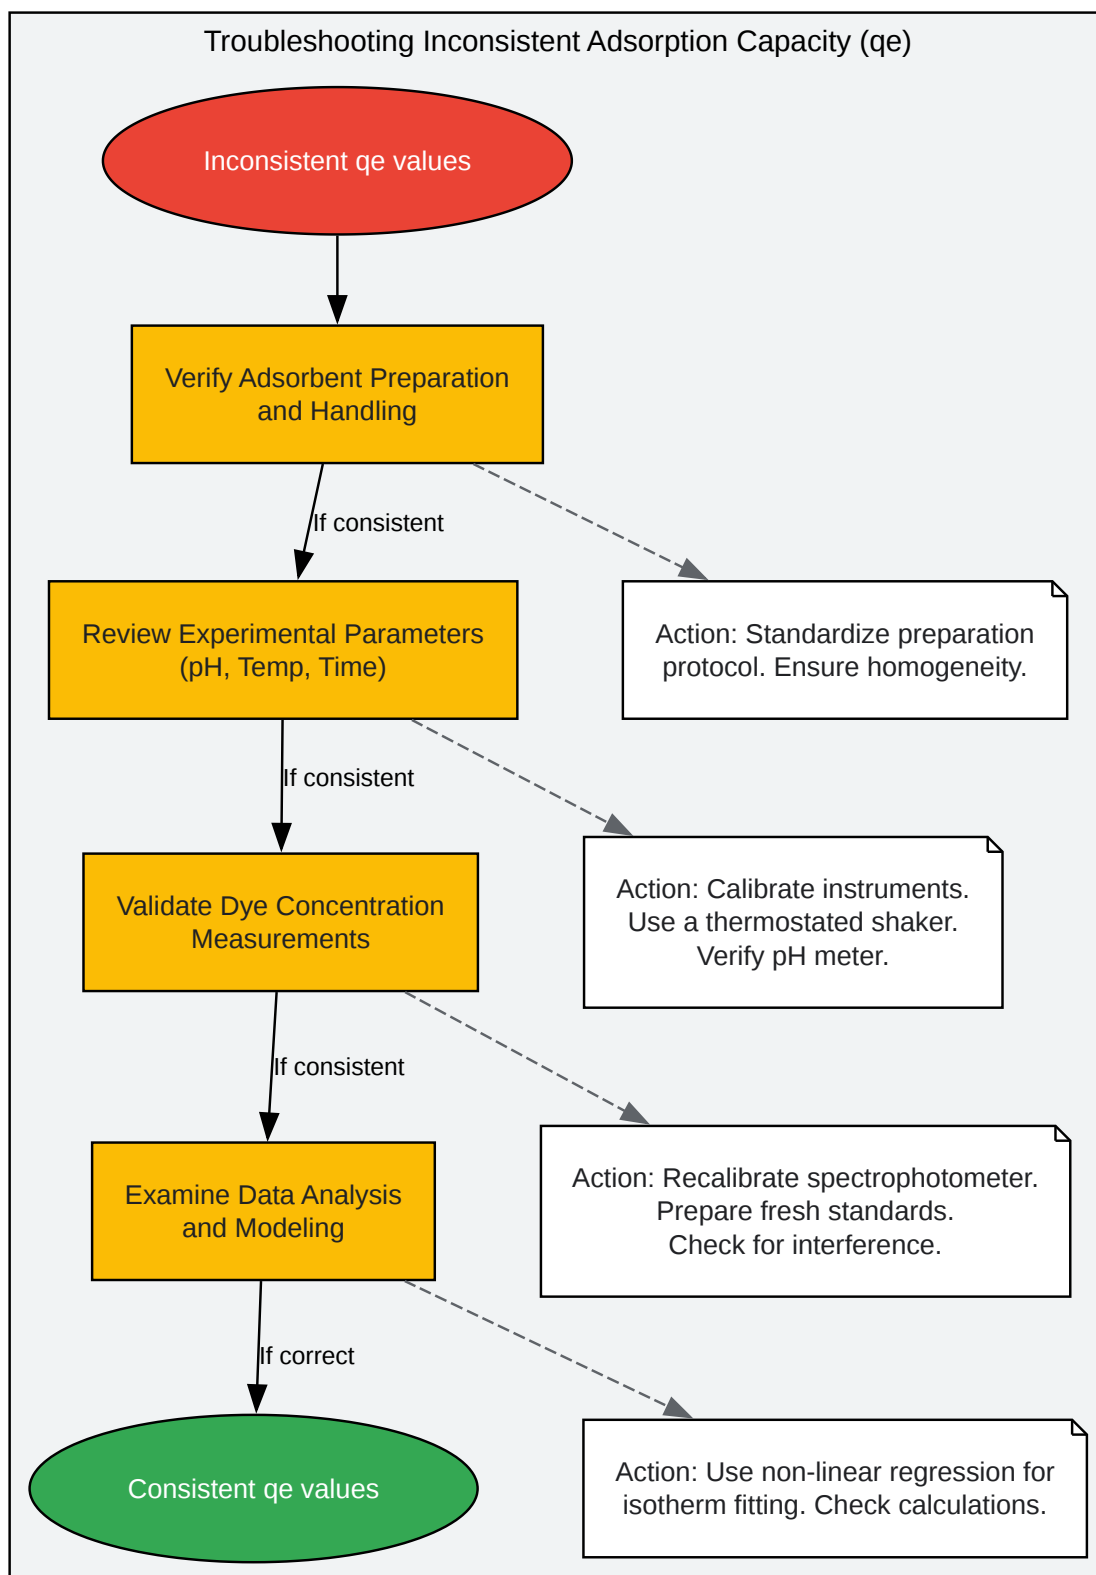 Troubleshooting Inconsistent Adsorption Capacity (qe)
Inconsistent qe values
Verify Adsorbent Preparation
and Handling
If consistent
Review Experimental Parameters
(pH, Temp, Time)
Action: Standardize preparation
protocol. Ensure homogeneity.
If consistent
Validate Dye Concentration
Measurements
Action: Calibrate instruments.
Use a thermostated shaker.
Verify pH meter.
If consistent
Examine Data Analysis
and Modeling
Action: Recalibrate spectrophotometer.
Prepare fresh standards.
Check for interference.
If correct
Consistent qe values
Action: Use non-linear regression for
isotherm fitting. Check calculations.